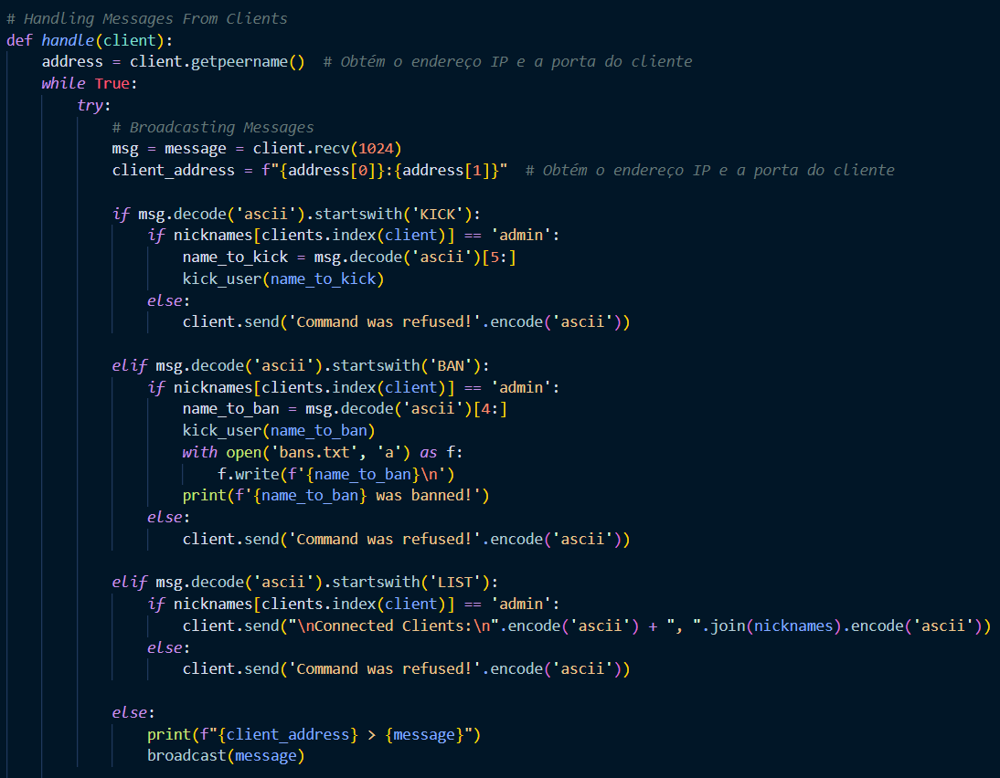 # Handling Messages From Clients
def handle(client):
    address = client.getpeername()  # Obtém o endereço IP e a porta do cliente
    while True:
        try:
            # Broadcasting Messages
            msg = message = client.recv(1024)
            client_address = f"{address[0]}:{address[1]}"  # Obtém o endereço IP e a porta do cliente

            if msg.decode('ascii').startswith('KICK'):
                if nicknames[clients.index(client)] == 'admin':
                    name_to_kick = msg.decode('ascii')[5:]
                    kick_user(name_to_kick)
                else:
                    client.send('Command was refused!'.encode('ascii'))

            elif msg.decode('ascii').startswith('BAN'):
                if nicknames[clients.index(client)] == 'admin':
                    name_to_ban = msg.decode('ascii')[4:]
                    kick_user(name_to_ban)
                    with open('bans.txt', 'a') as f:
                        f.write(f'{name_to_ban}\n')
                    print(f'{name_to_ban} was banned!')
                else:
                    client.send('Command was refused!'.encode('ascii'))

            elif msg.decode('ascii').startswith('LIST'):
                if nicknames[clients.index(client)] == 'admin':
                    client.send("\nConnected Clients:\n".encode('ascii') + ", ".join(nicknames).encode('ascii'))
                else:
                    client.send('Command was refused!'.encode('ascii'))

            else:
                print(f"{client_address} > {message}")
                broadcast(message)